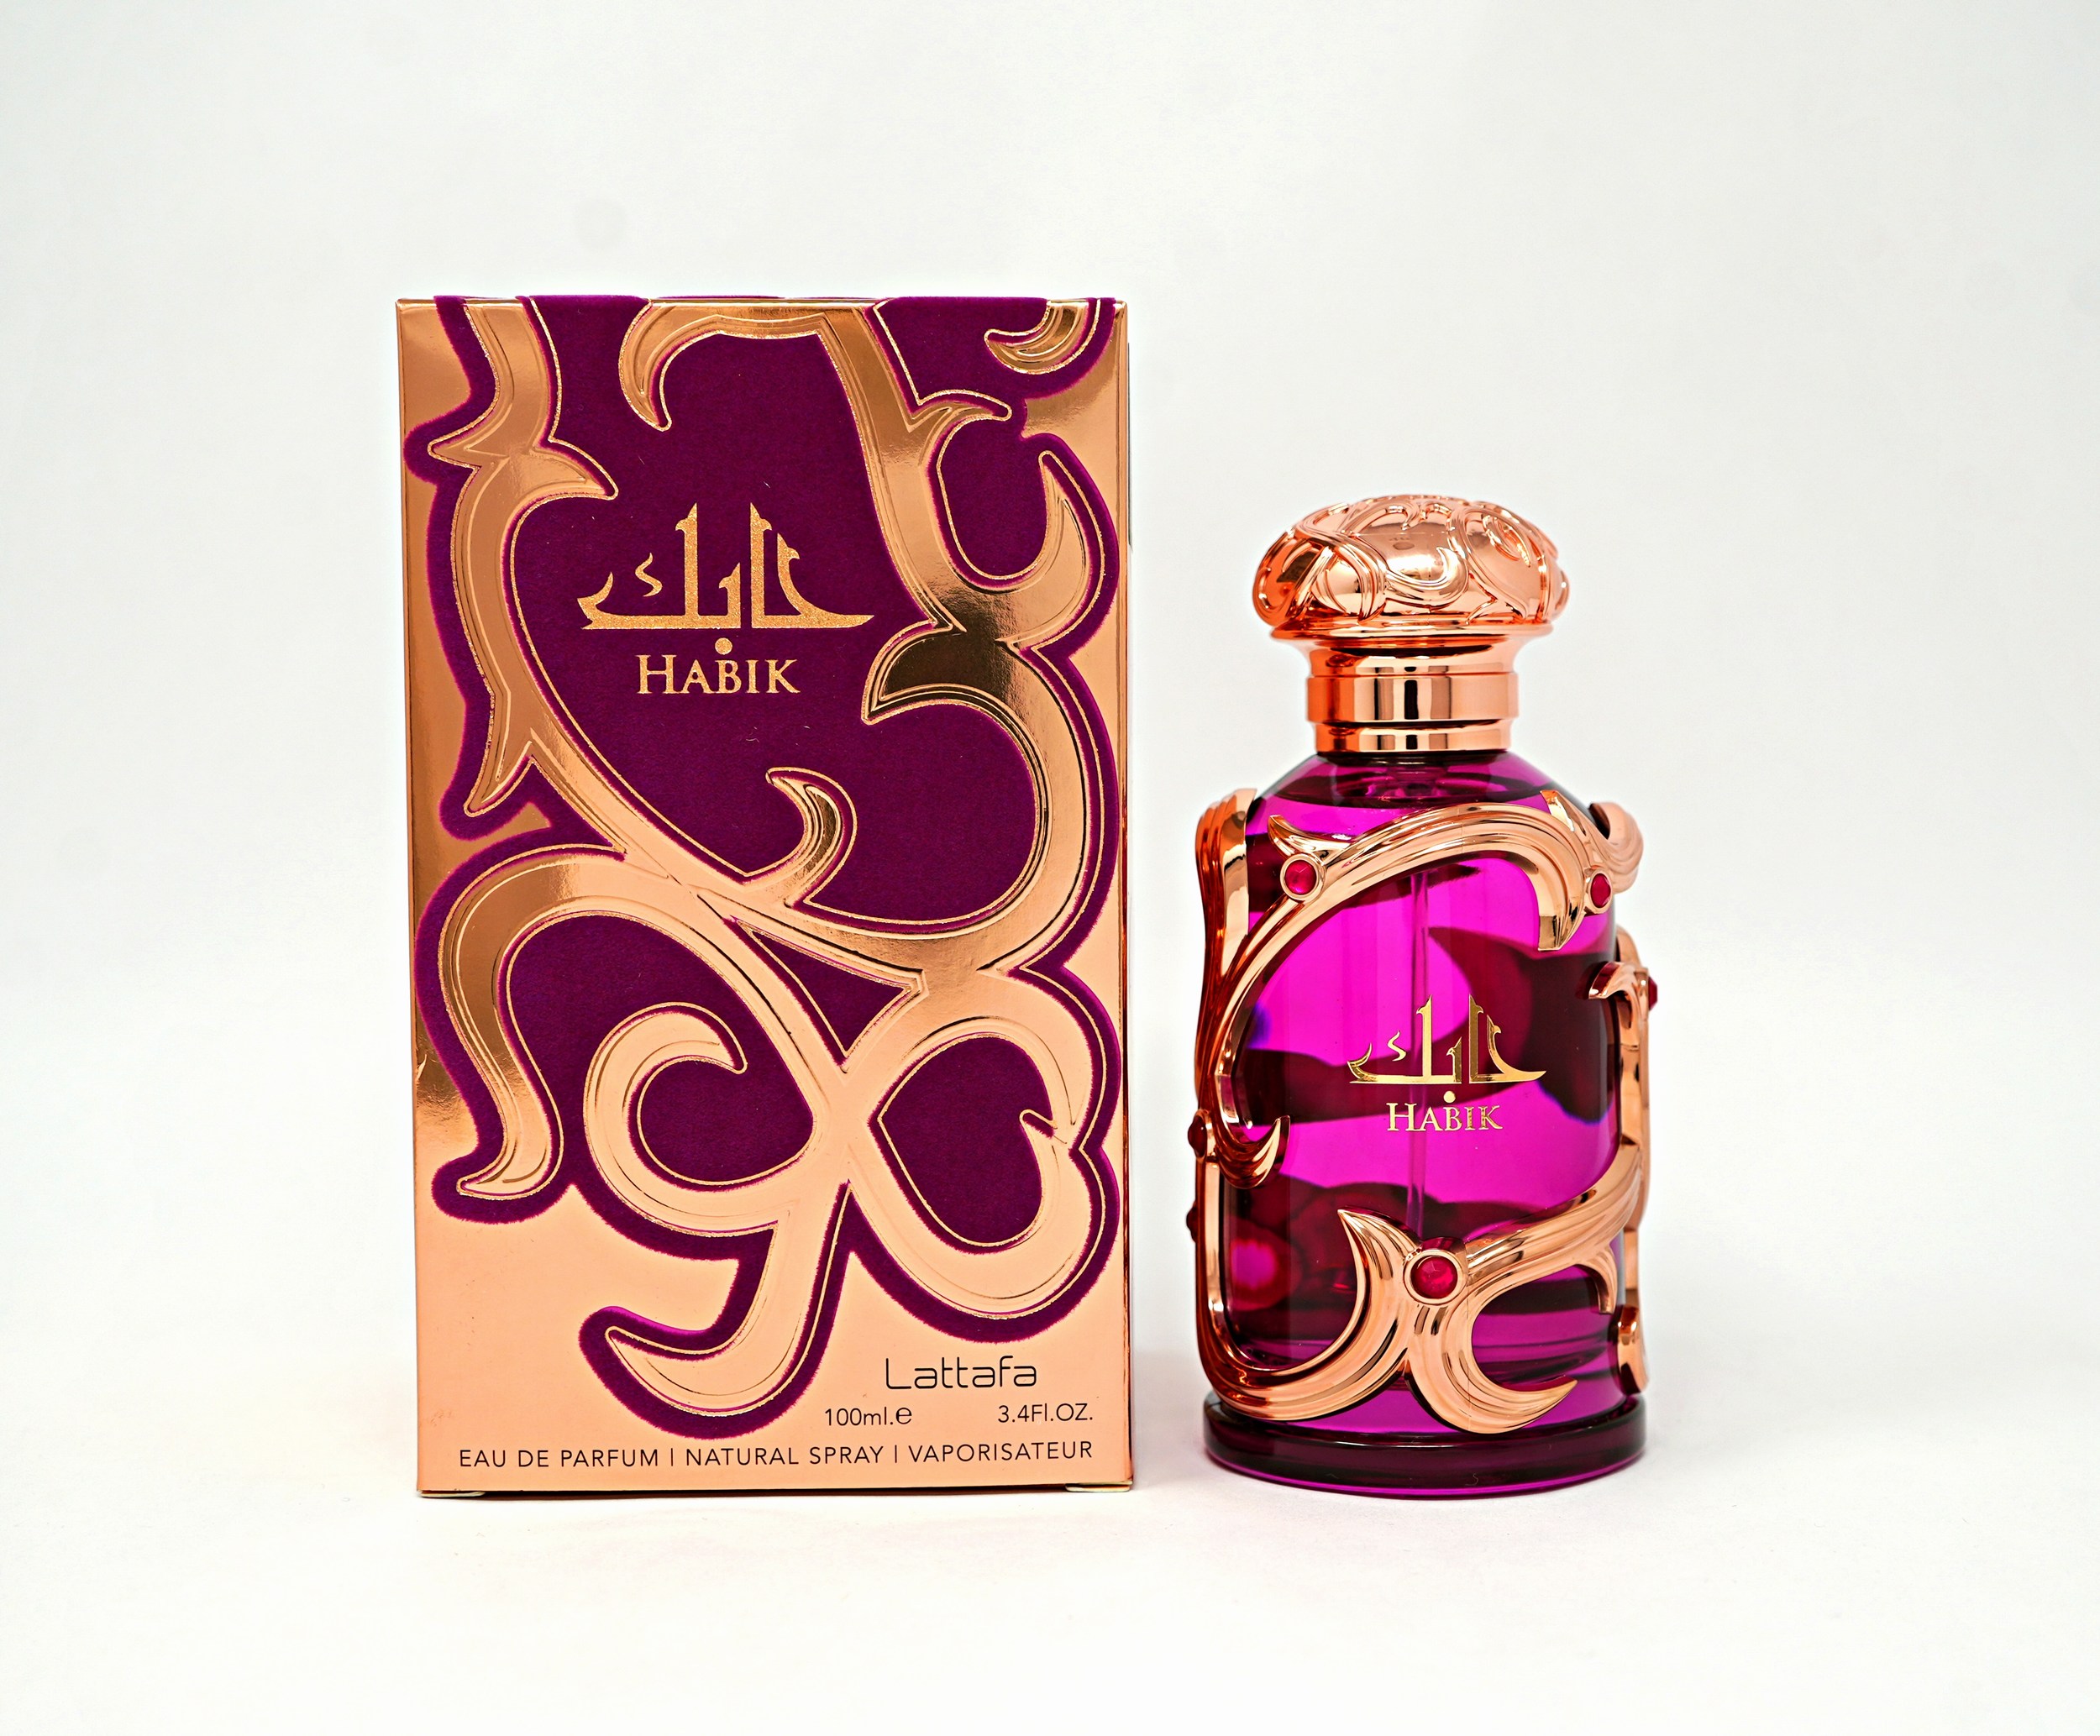 حابك
HABIK
Lattafa
100ml.e 3.4Fl.OZ.
EAU DE PARFUM | NATURAL SPRAY | VAPORISATEUR
حابك
HABIK